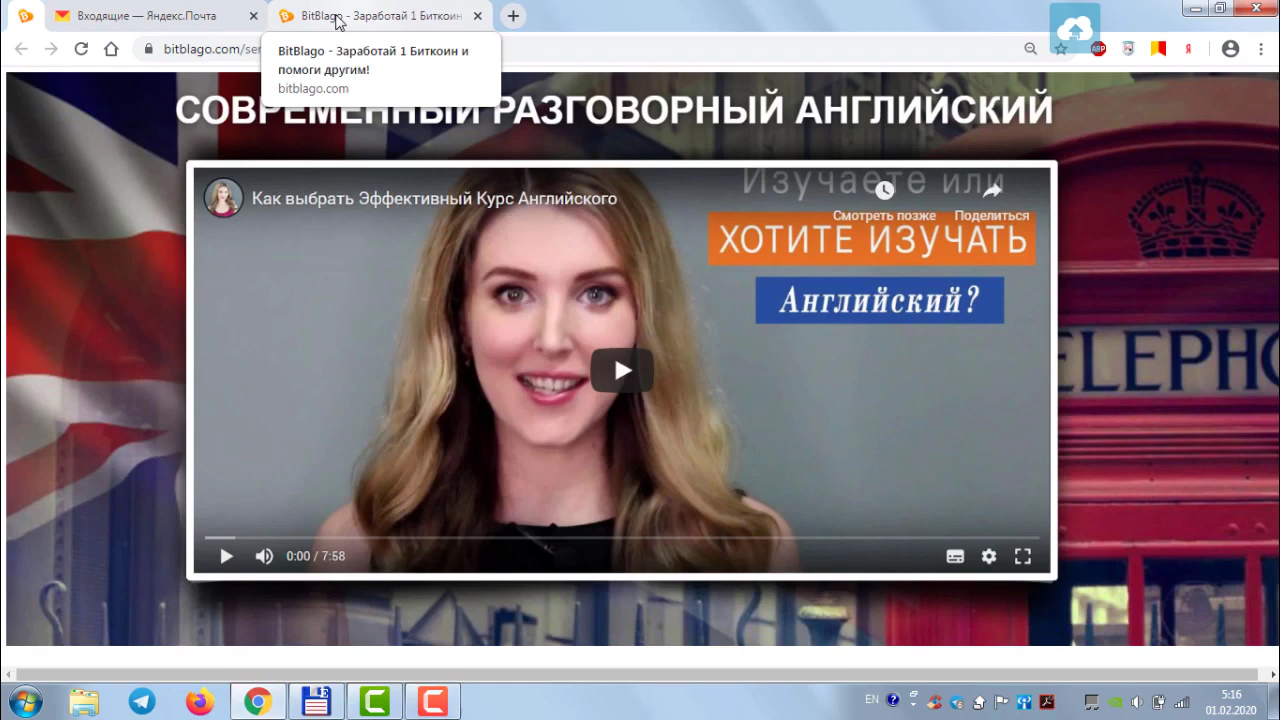 Входящие — Яндекс.Почта
BitBlago - Заработай 1 Биткоин
bitblago.com/ser
BitBlago - Заработай 1 Биткоин и
помоги другим!
bitblago.com
ABP
Я
СОВРЕМЕННЫЙ РАЗГОВОРНЫЙ АНГЛИЙСКИЙ
Как выбрать Эффективный Курс Английского
Изучаете или
Смотреть позже
Поделиться
ХОТИТЕ ИЗУЧАТЬ
Английский?
ELEPHO
0:00 / 7:58
EN
5:16
01.02.2020